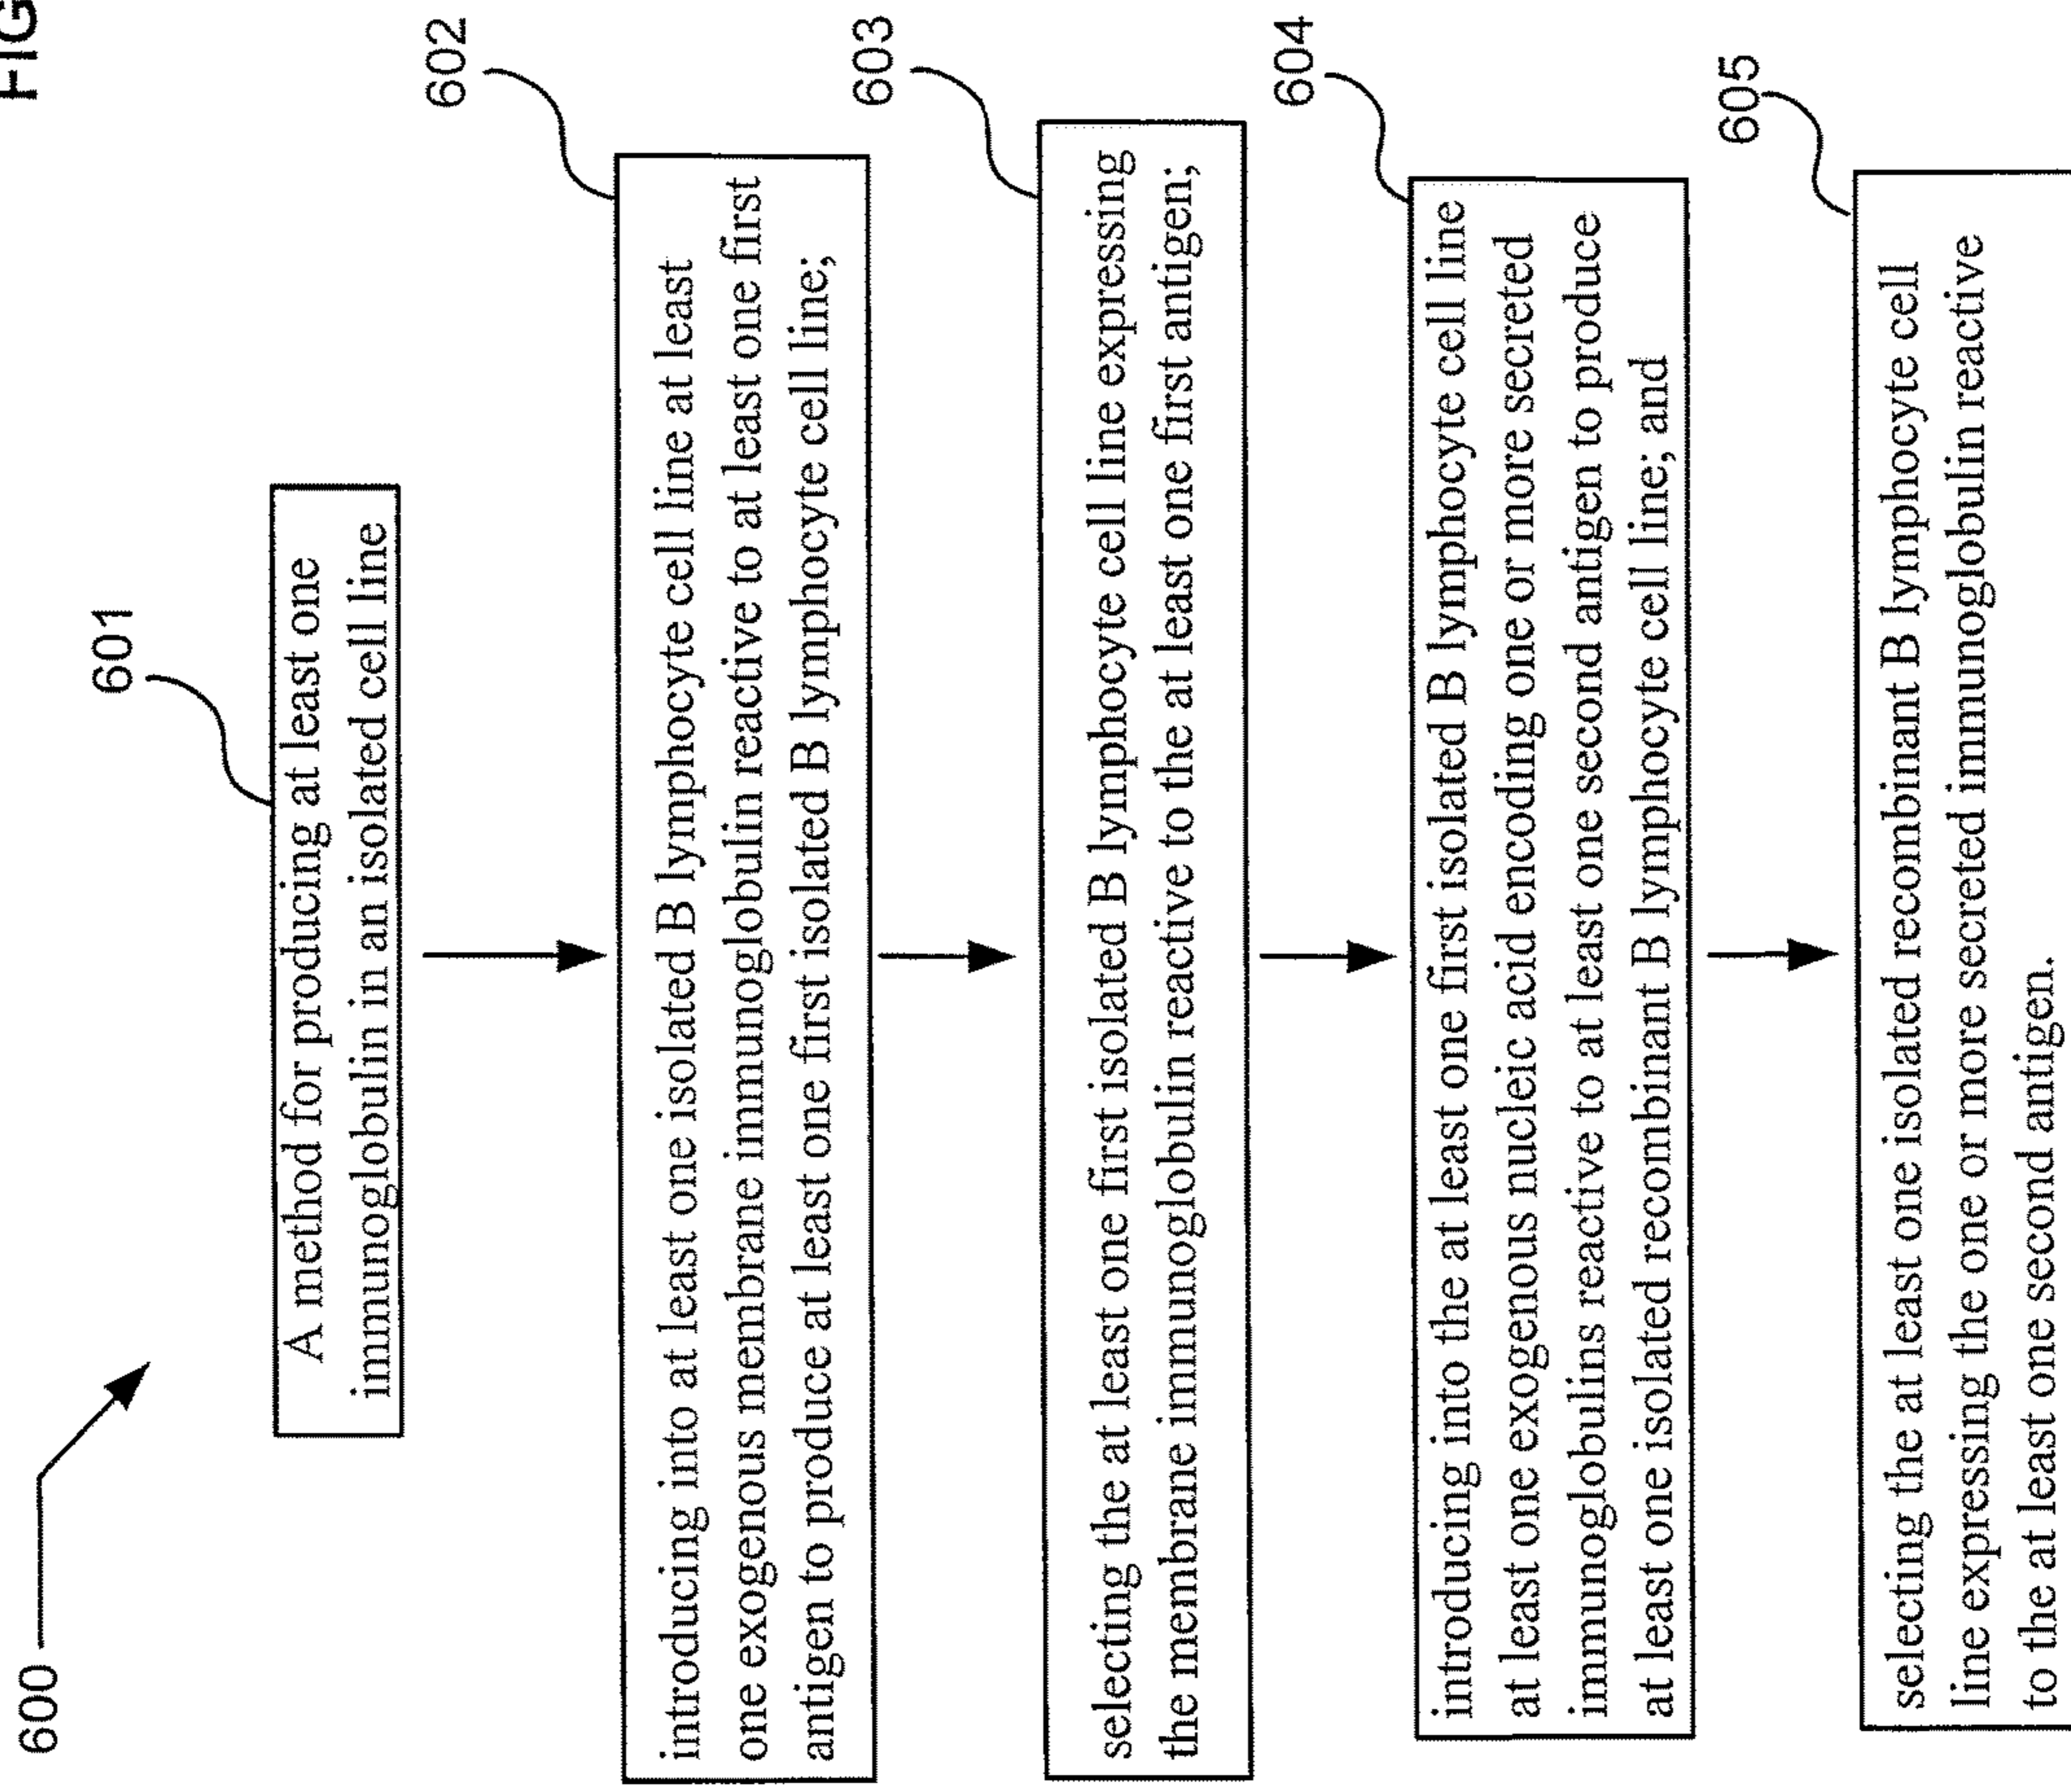 FIG
600
601
A method for producing at least one
immunoglobulin in an isolated cell line
602
introducing into at least one isolated B lymphocyte cell line at least
one exogenous membrane immunoglobulin reactive to at least one first
antigen to produce at least one first isolated B lymphocyte cell line;
603
selecting the at least one first isolated B lymphocyte cell line expressing
the membrane immunoglobulin reactive to the at least one first antigen;
604
introducing into the at least one first isolated B lymphocyte cell line
at least one exogenous nucleic acid encoding one or more secreted
immunoglobulins reactive to at least one second antigen to produce
at least one isolated recombinant B lymphocyte cell line; and
605
selecting the at least one isolated recombinant B lymphocyte cell
line expressing the one or more secreted immunoglobulin reactive
to the at least one second antigen.